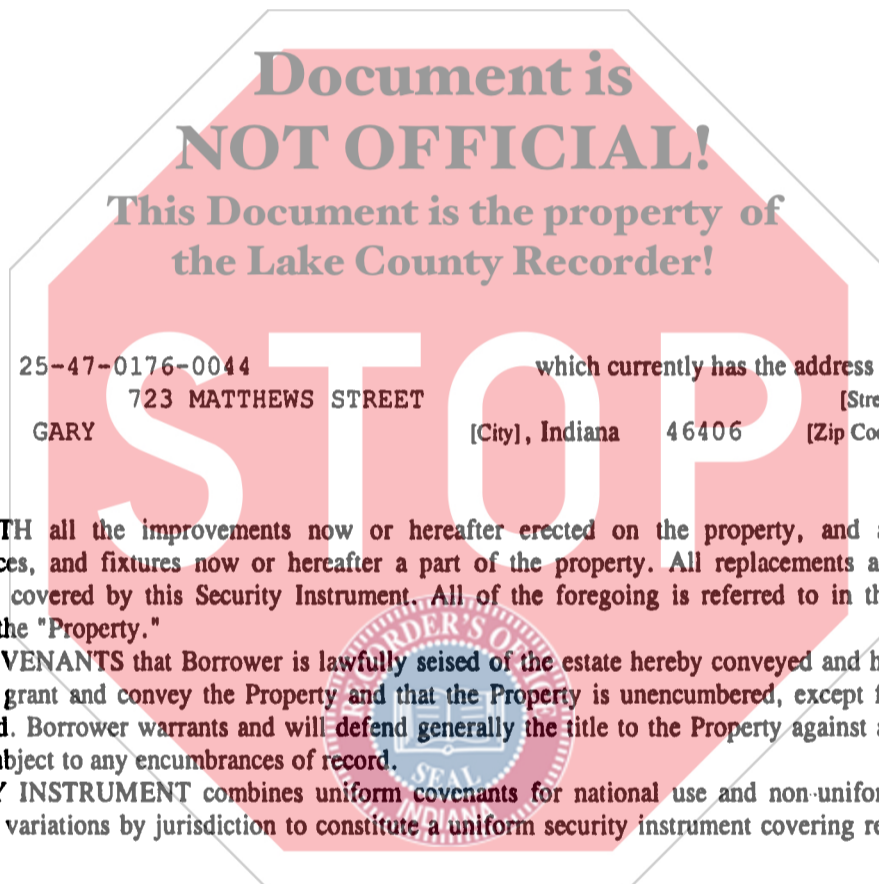 Document is
NOT OFFICIAL!
This Document is the property of
the Lake County Recorder!
STOP
25-47-0176-0044 which currently has the address
723 MATTHEWS STREET [Stre
GARY [City], Indiana 46406 [Zip Co
TH all the improvements now or hereafter erected on the property, and a
ces, and fixtures now or hereafter a part of the property. All replacements a
covered by this Security Instrument. All of the foregoing is referred to in th
the "Property."
VENANTS that Borrower is lawfully seised of the estate hereby conveyed and h
grant and convey the Property and that the Property is unencumbered, except f
d. Borrower warrants and will defend generally the title to the Property against a
bject to any encumbrances of record.
Y INSTRUMENT combines uniform covenants for national use and non-unifor
variations by jurisdiction to constitute a uniform security instrument covering re
RECORDER'S OFFICE
SEAL
INDIANA